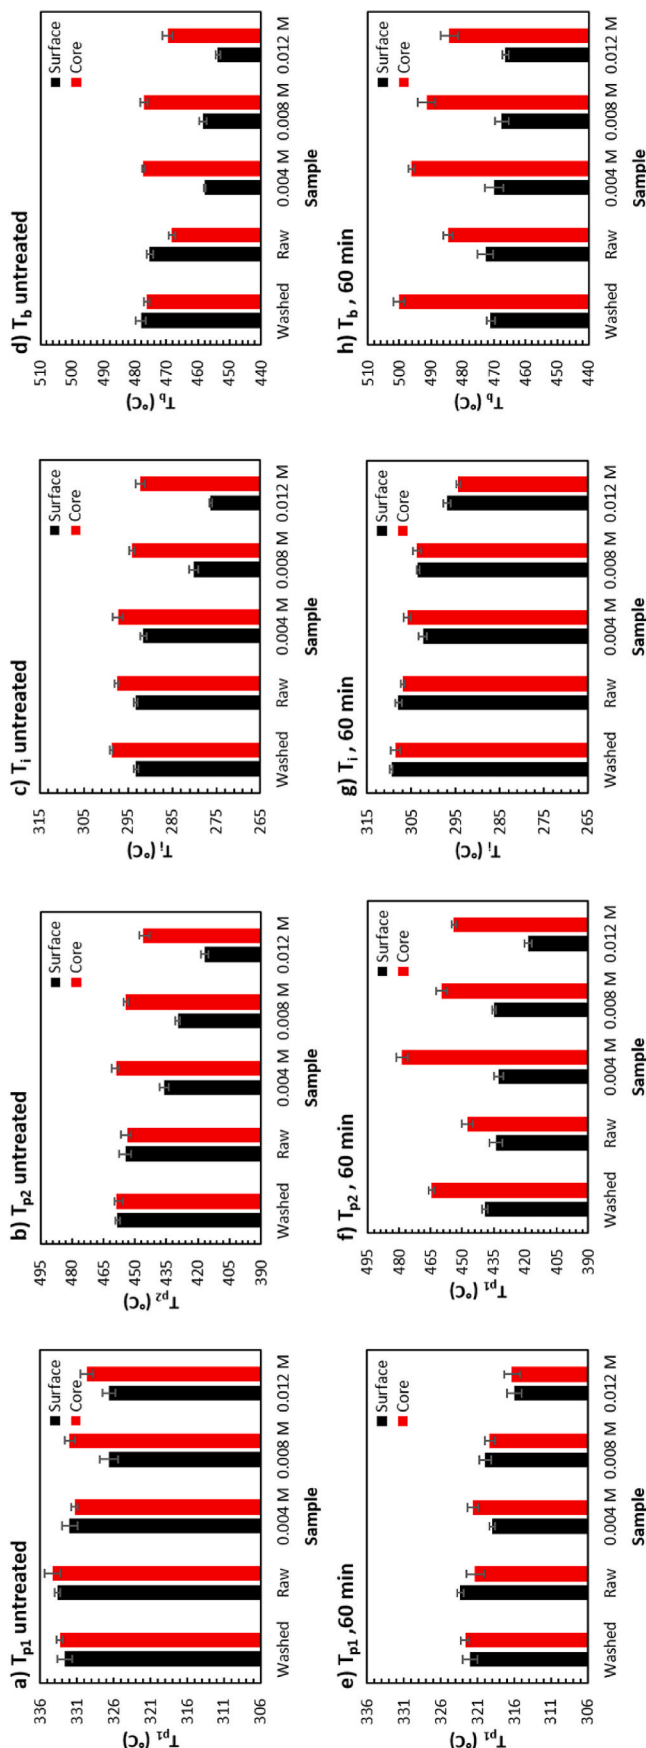 a) Tp1 untreated
Surface
Core
Tp1 (°C)
336
331
326
321
316
311
306
Washed
Raw
0.004 M
0.008 M
0.012 M
Sample
b) Tp2 untreated
Surface
Core
Tp2 (°C)
495
480
465
450
435
420
405
390
Washed
Raw
0.004 M
0.008 M
0.012 M
Sample
c) Ti untreated
Surface
Core
Ti (°C)
315
305
295
285
275
265
Washed
Raw
0.004 M
0.008 M
0.012 M
Sample
d) Tb untreated
Surface
Core
Tb (°C)
510
500
490
480
470
460
450
440
Washed
Raw
0.004 M
0.008 M
0.012 M
Sample
e) Tp1 ,60 min
Surface
Core
Tp1 (°C)
336
331
326
321
316
311
306
Washed
Raw
0.004 M
0.008 M
0.012 M
Sample
f) Tp2 , 60 min
Surface
Core
Tp1 (°C)
495
480
465
450
435
420
405
390
Washed
Raw
0.004 M
0.008 M
0.012 M
Sample
g) Ti , 60 min
Surface
Core
Ti (°C)
315
305
295
285
275
265
Washed
Raw
0.004 M
0.008 M
0.012 M
Sample
h) Tb , 60 min
Surface
Core
Tb (°C)
510
500
490
480
470
460
450
440
Washed
Raw
0.004 M
0.008 M
0.012 M
Sample